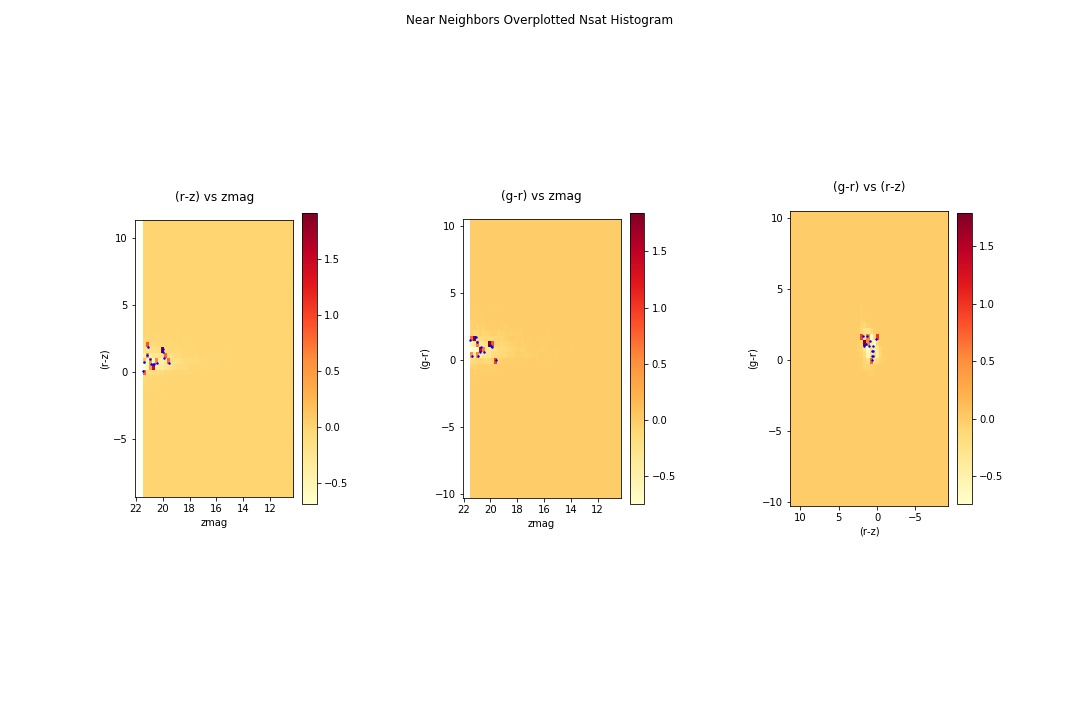 Near Neighbors Overplotted Nsat Histogram
(r-z) vs zmag
10
5
0
−5
22 20 18 16 14 12
zmag
(r-z)
1.5
1.0
0.5
0.0
−0.5
(g-r) vs zmag
10
5
0
−5
−10
22 20 18 16 14 12
zmag
(g-r)
1.5
1.0
0.5
0.0
−0.5
(g-r) vs (r-z)
10
5
0
−5
−10
10 5 0 −5
(r-z)
(g-r)
1.5
1.0
0.5
0.0
−0.5